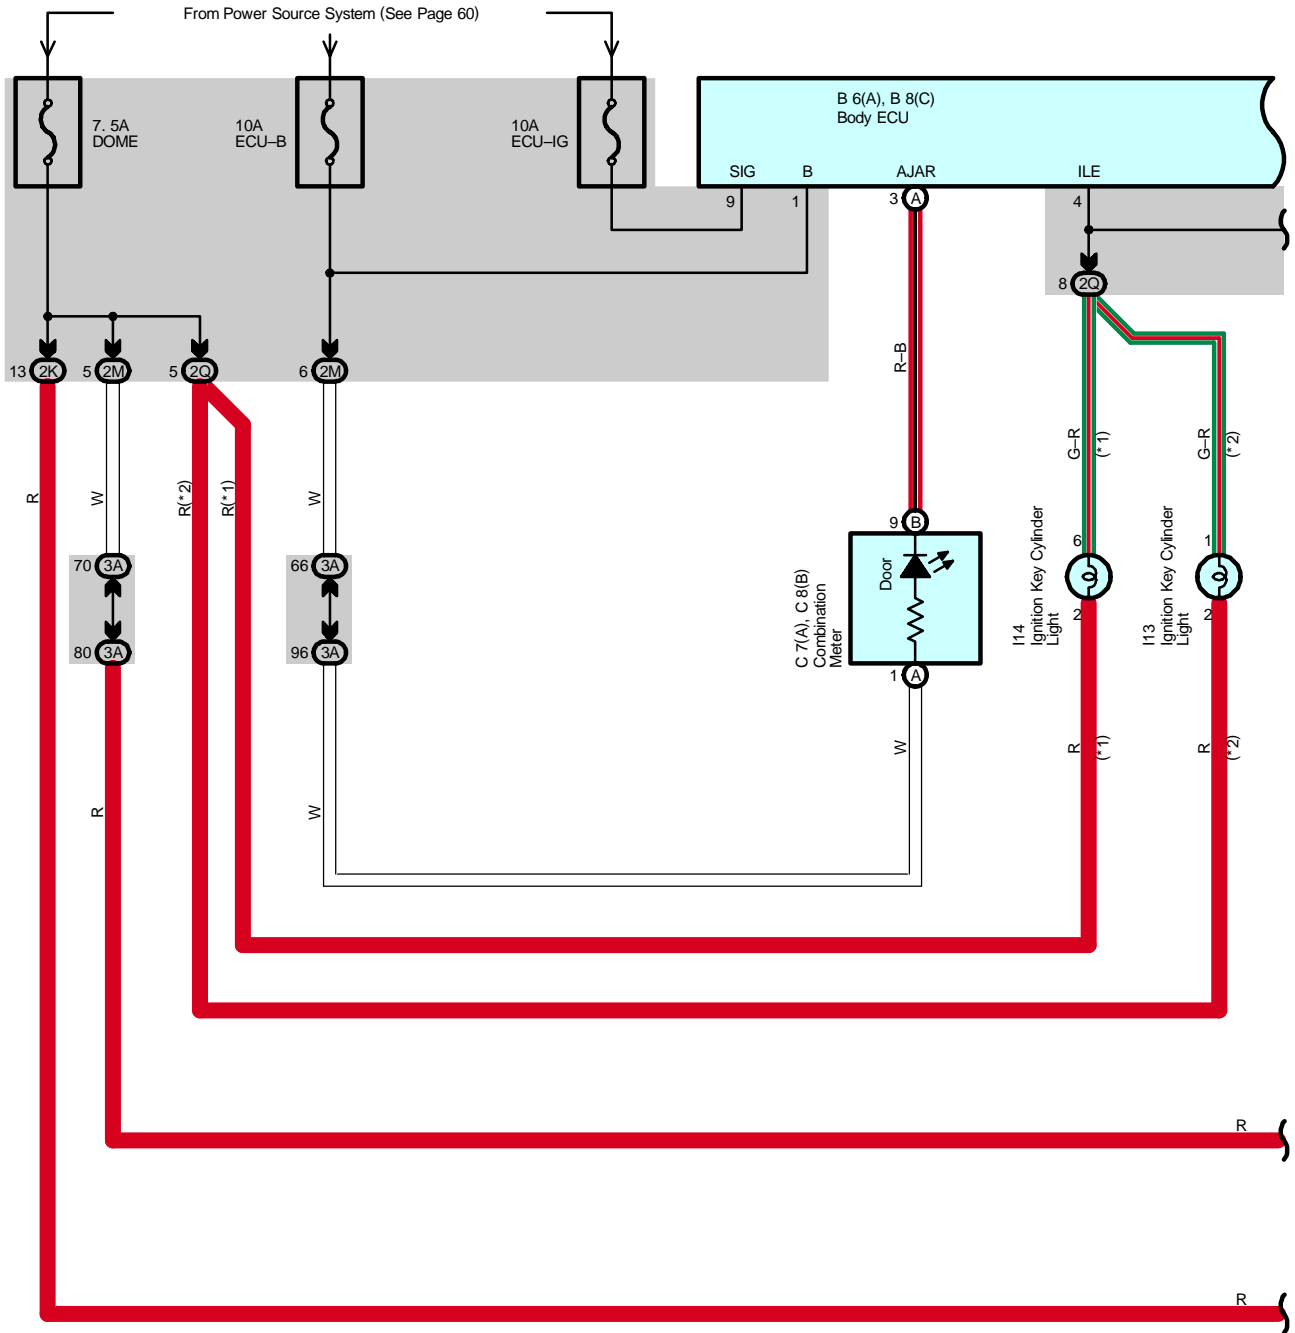 From Power Source System (See Page 60)
7. 5A
DOME
10A
ECU–B
10A
ECU–IG
B 6(A), B 8(C)
Body ECU
SIG
B
AJAR
ILE
9
1
3
A
4
8
2Q
13
2K
5
2M
5
2Q
6
2M
R–B
G–R
(*1)
G–R
(*2)
R
W
R(*2)
R(*1)
W
9
B
Door
C 7(A), C 8(B)
Combination
Meter
1
A
6
I14
Ignition Key Cylinder
Light
2
1
I13
Ignition Key Cylinder
Light
2
70
3A
66
3A
80
3A
96
3A
W
R
(*1)
R
(*2)
R
W
R
R